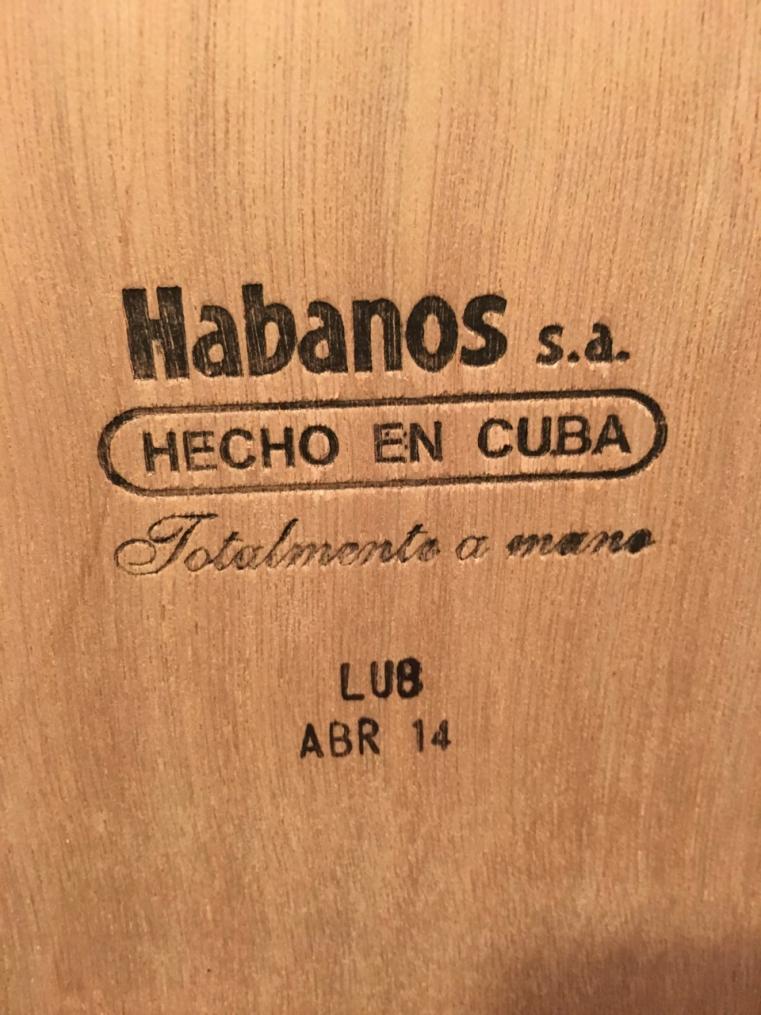 Habanos s.a.
HECHO EN CUBA
Totalmente a mano
LUB
ABR 14